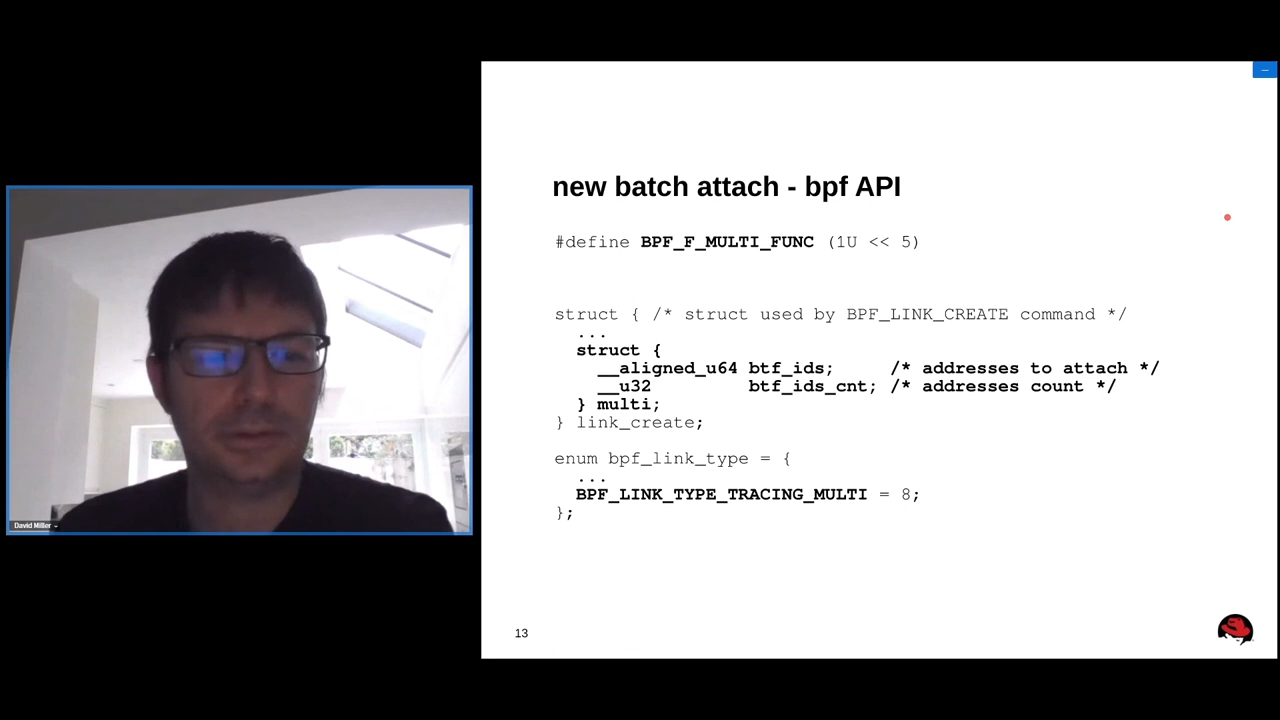 new batch attach - bpf API
#define BPF_F_MULTI_FUNC (1U << 5)
struct { /* struct used by BPF_LINK_CREATE command */
...
struct {
__aligned_u64 btf_ids; /* addresses to attach */
__u32 btf_ids_cnt; /* addresses count */
} multi;
} link_create;
enum bpf_link_type = {
...
BPF_LINK_TYPE_TRACING_MULTI = 8;
};
13
David Miller